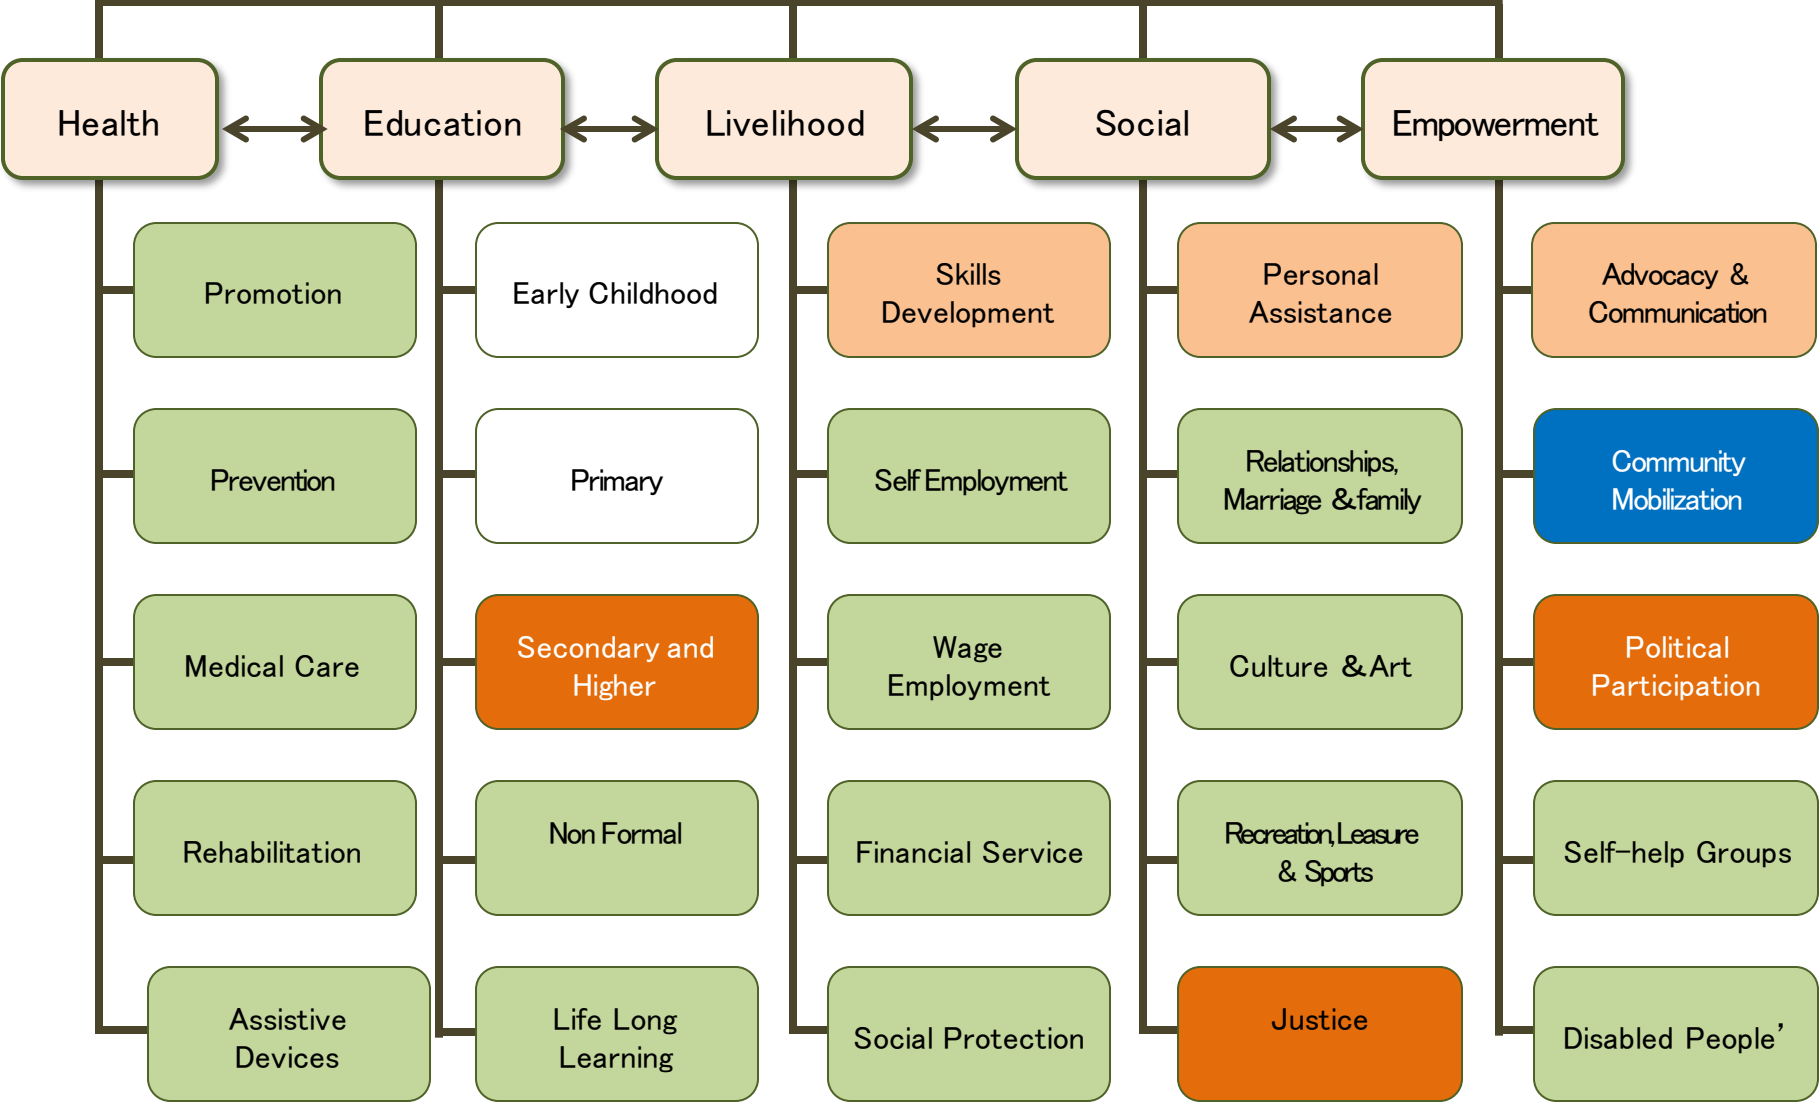 Health
Education
Livelihood
Social
Empowerment
Promotion
Prevention
Medical Care
Rehabilitation
Assistive
Devices
Early Childhood
Primary
Secondary and
Higher
Non Formal
Life Long
Learning
Skills
Development
Self Employment
Wage
Employment
Financial Service
Social Protection
Personal
Assistance
Relationships,
Marriage & family
Culture & Art
Recreation, Leasure
& Sports
Justice
Advocacy &
Communication
Community
Mobilization
Political
Participation
Self-help Groups
Disabled People’